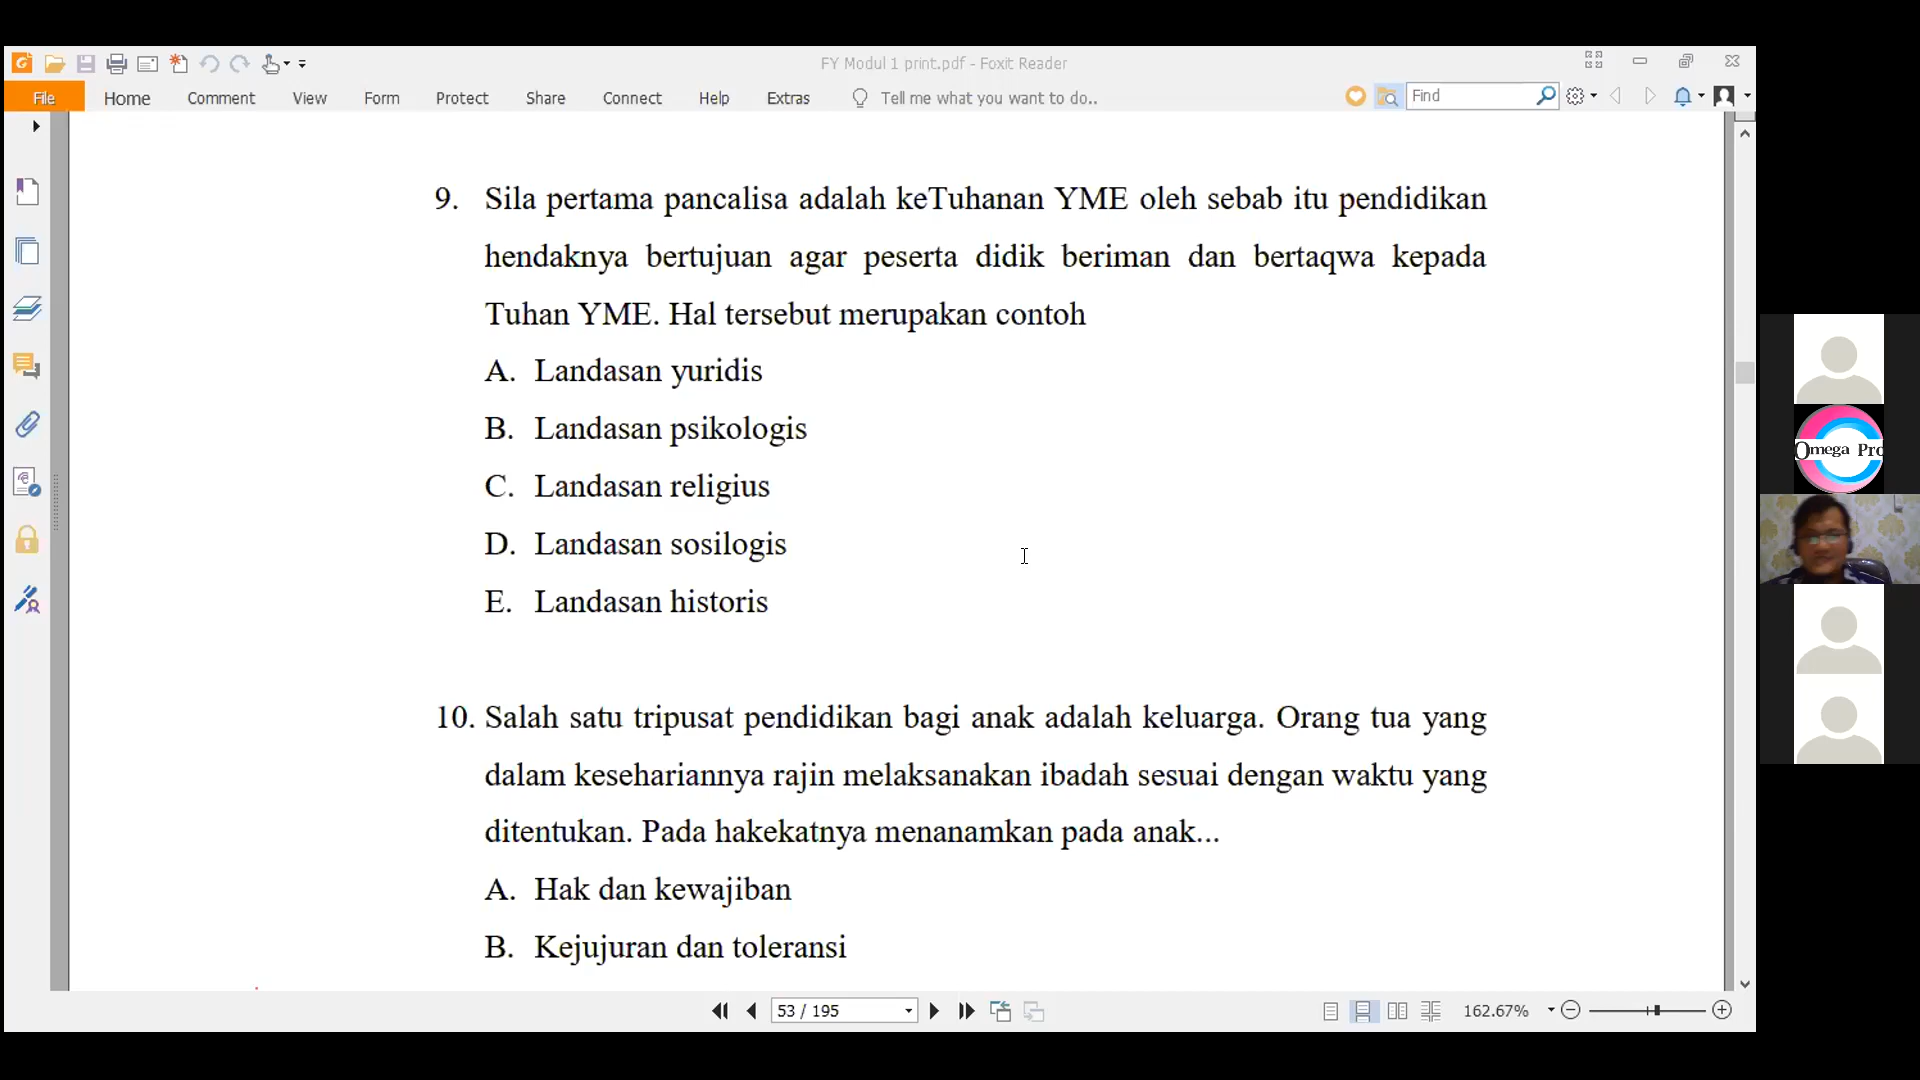 FY Modul 1 print.pdf - Foxit Reader
File Home Comment View Form Protect Share Connect Help Extras Tell me what you want to do.. Find
9. Sila pertama pancalisa adalah keTuhanan YME oleh sebab itu pendidikan
hendaknya bertujuan agar peserta didik beriman dan bertaqwa kepada
Tuhan YME. Hal tersebut merupakan contoh
A. Landasan yuridis
B. Landasan psikologis
C. Landasan religius
D. Landasan sosilogis
E. Landasan historis
10. Salah satu tripusat pendidikan bagi anak adalah keluarga. Orang tua yang
dalam kesehariannya rajin melaksanakan ibadah sesuai dengan waktu yang
ditentukan. Pada hakekatnya menanamkan pada anak...
A. Hak dan kewajiban
B. Kejujuran dan toleransi
53 / 195
162.67%
Omega Pro